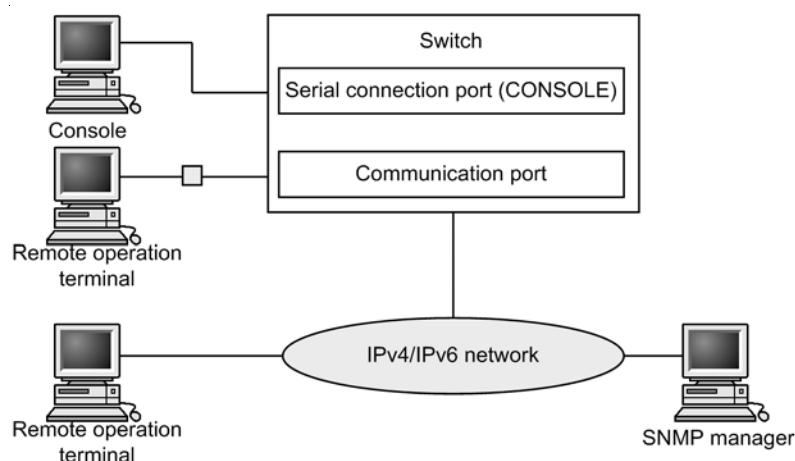 Switch
Serial connection port (CONSOLE)
Console
Communication port
Remote operation
terminal
IPv4/IPv6 network
Remote operation
terminal
SNMP manager